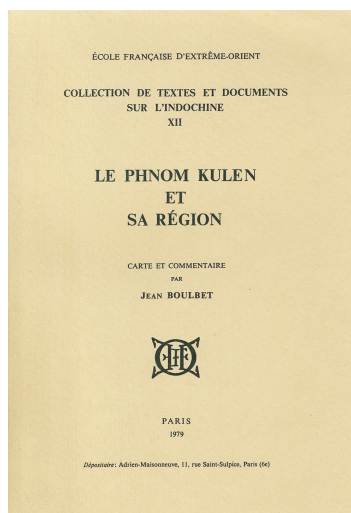 ÉCOLE FRANÇAISE D'EXTRÊME-ORIENT
COLLECTION DE TEXTES ET DOCUMENTS
SUR L'INDOCHINE
XII
LE PHNOM KULEN
ET
SA RÉGION
CARTE ET COMMENTAIRE
PAR
JEAN BOULBET
PARIS
1979
Dépositaire: Adrien-Maisonneuve, 11, rue Saint-Sulpice, Paris (6e)